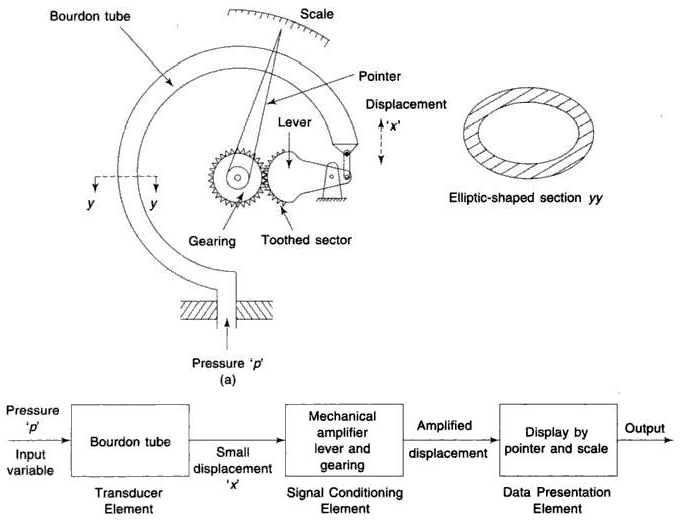 Bourdon tube
Scale
Pointer
Displacement
'x'
Lever
y
y
Elliptic-shaped section yy
Gearing
Toothed sector
Pressure 'p'
(a)
Pressure
'p'
Input
variable
Bourdon tube
Transducer
Element
Small
displacement
'x'
Mechanical
amplifier
lever and
gearing
Signal Conditioning
Element
Amplified
displacement
Display by
pointer and scale
Data Presentation
Element
Output